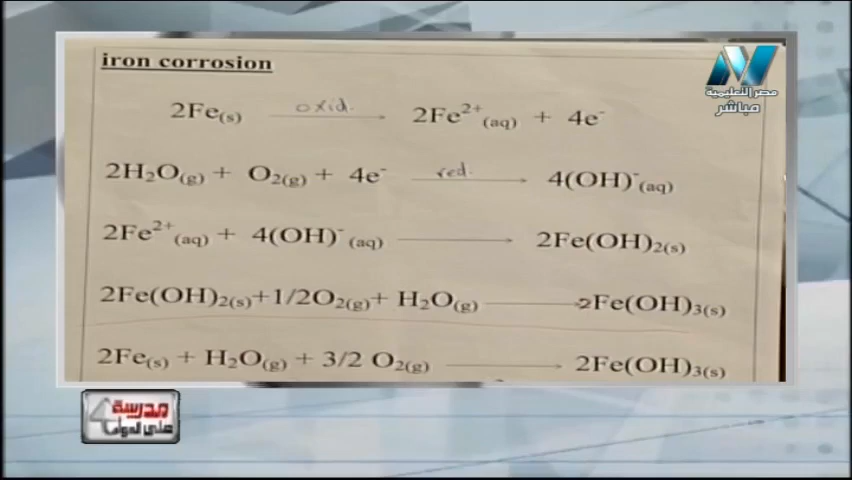 iron corrosion
2Fe(s) oxid. → 2Fe²⁺(aq) + 4e⁻
2H₂O(g) + O₂(g) + 4e⁻ red. → 4(OH)⁻(aq)
2Fe²⁺(aq) + 4(OH)⁻(aq) → 2Fe(OH)₂(s)
2Fe(OH)₂(s)+1/2O₂(g)+ H₂O(g) → 2Fe(OH)₃(s)
2Fe(s) + H₂O(g) + 3/2 O₂(g) → 2Fe(OH)₃(s)
مصر التعليمية
مباشر
مدرسة
على الهواء